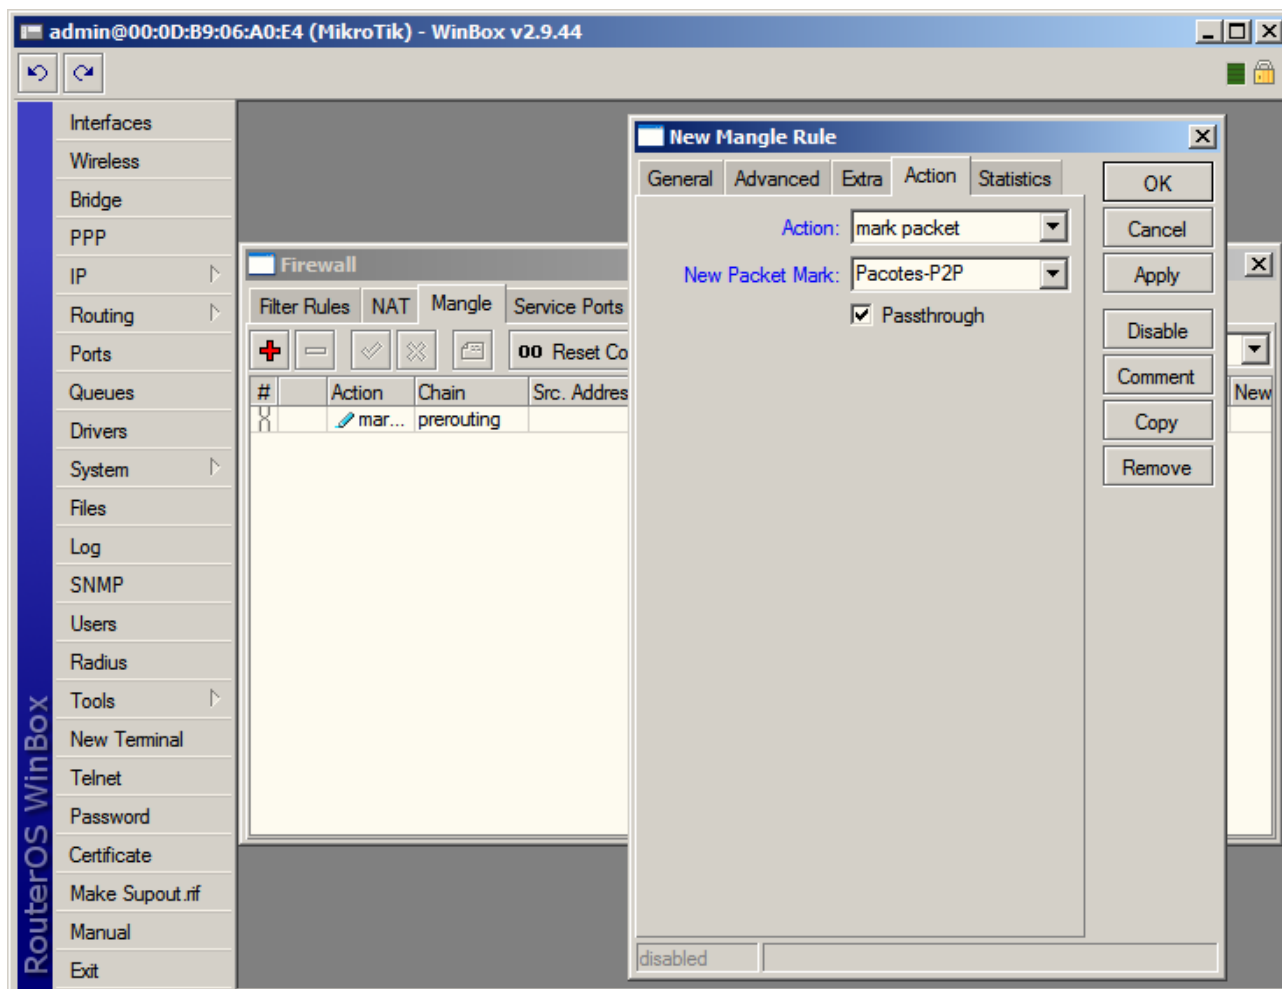 admin@00:0D:B9:06:A0:E4 (MikroTik) - WinBox v2.9.44
RouterOS WinBox
Interfaces
Wireless
Bridge
PPP
IP
Routing
Ports
Queues
Drivers
System
Files
Log
SNMP
Users
Radius
Tools
New Terminal
Telnet
Password
Certificate
Make Supout.rif
Manual
Exit
Firewall
Filter Rules NAT Mangle Service Ports
00 Reset Co
# Action Chain Src. Addres New
mar... prerouting
New Mangle Rule
General Advanced Extra Action Statistics
Action: mark packet
New Packet Mark: Pacotes-P2P
Passthrough
OK
Cancel
Apply
Disable
Comment
Copy
Remove
disabled